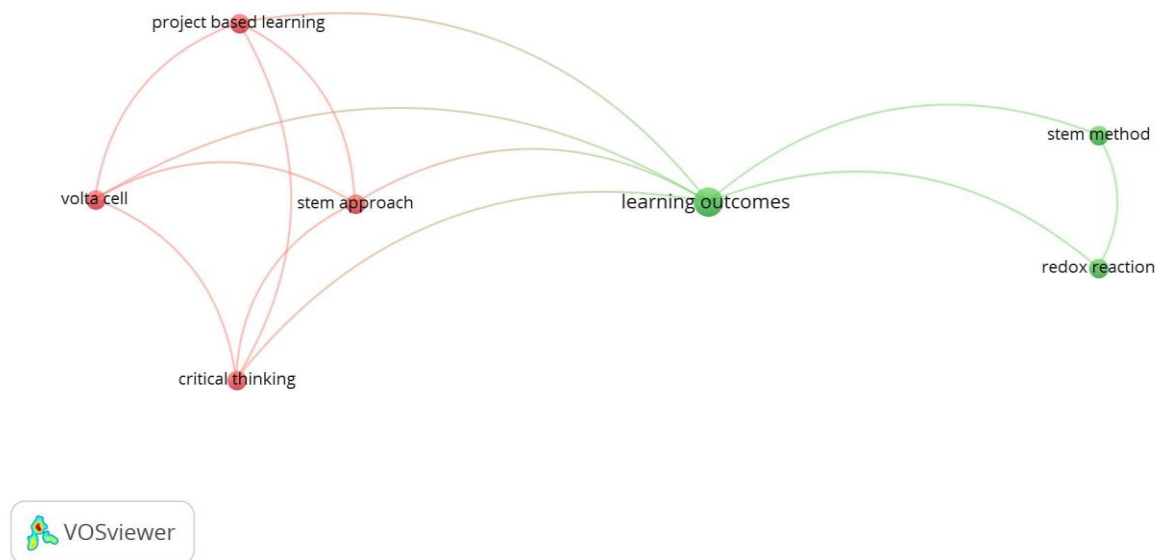 project based learning
stem method
volta cell
stem approach
learning outcomes
redox reaction
critical thinking
VOSviewer